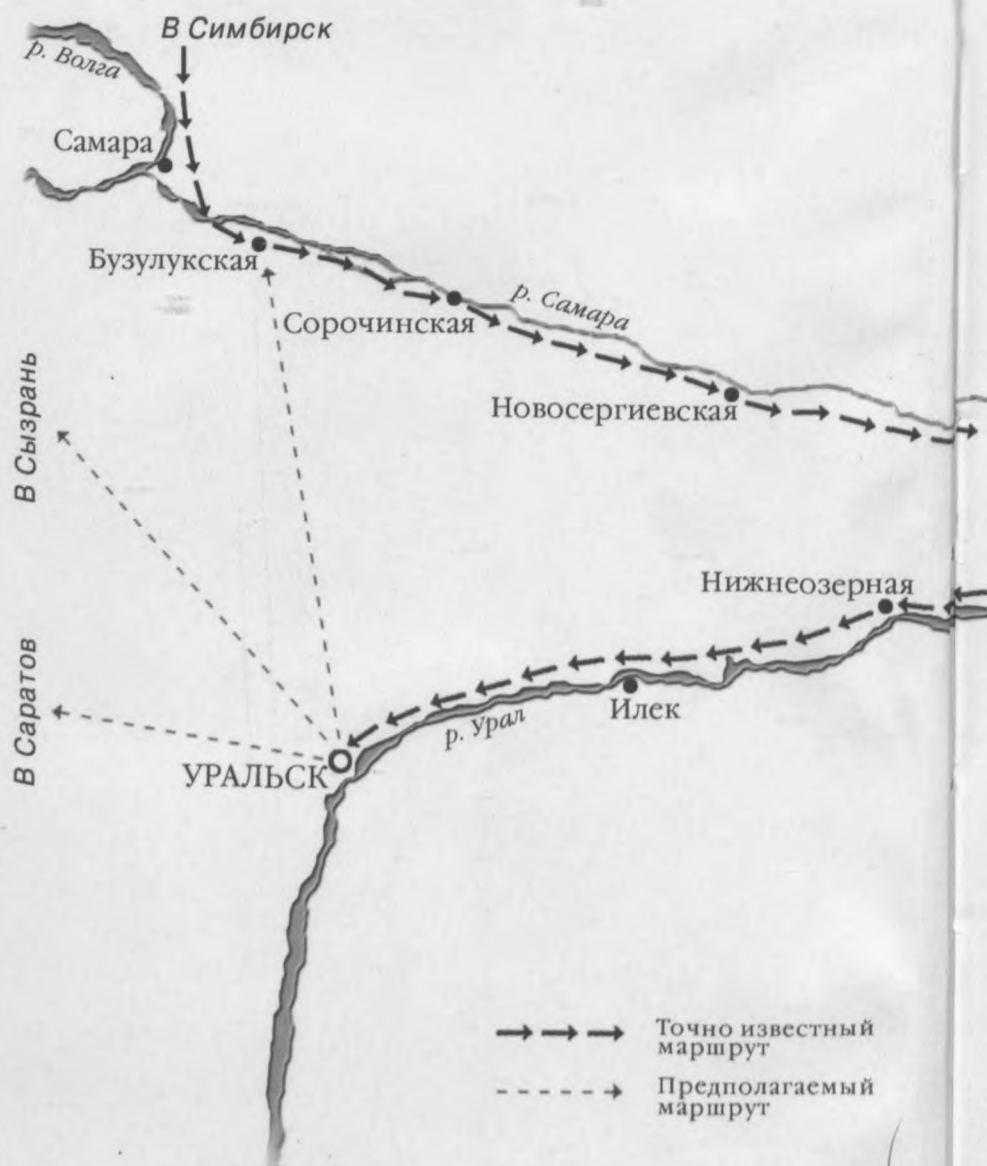 В Симбирск
р. Волга
Самара
Бузулукская
Сорочинская
р. Самара
Новосергиевская
В Сызрань
Нижнеозерная
В Саратов
р. Урал
Илек
УРАЛЬСК
Точно известный
маршрут
Предполагаемый
маршрут